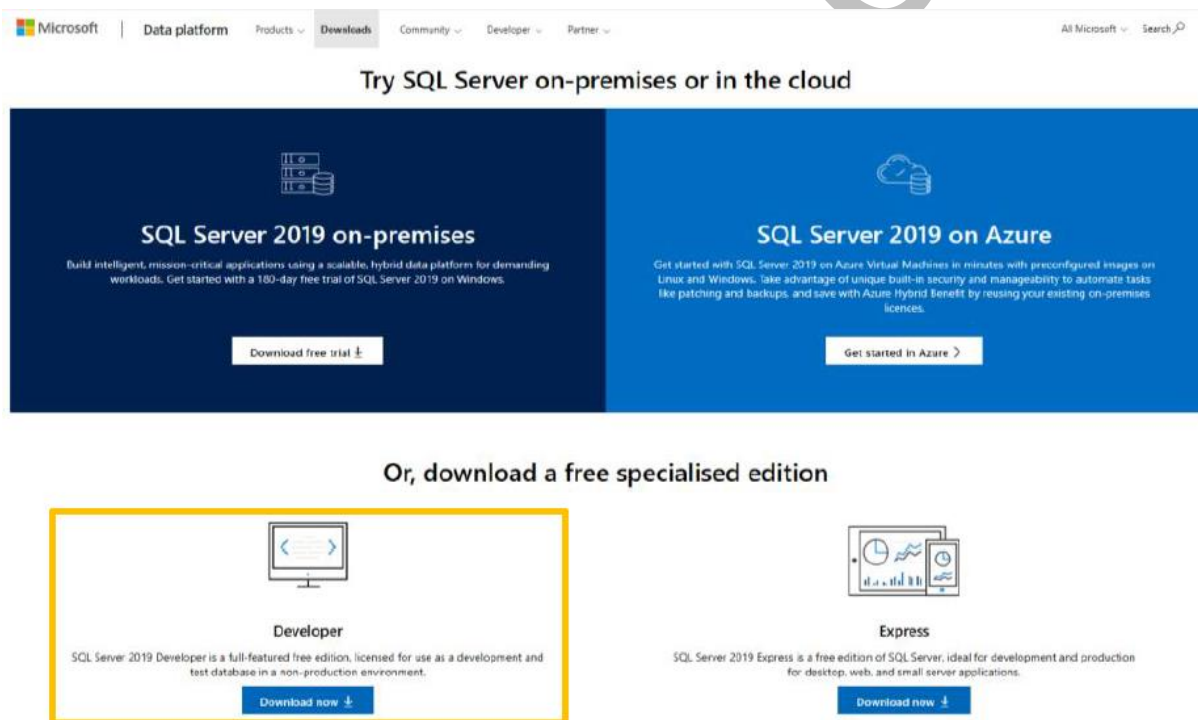 Microsoft | Data platform Products Downloads Community Developer Partner All Microsoft Search
Try SQL Server on-premises or in the cloud
SQL Server 2019 on-premises
Build intelligent, mission-critical applications using a scalable, hybrid data platform for demanding
workloads. Get started with a 180-day free trial of SQL Server 2019 on Windows.
Download free trial
SQL Server 2019 on Azure
Get started with SQL Server 2019 on Azure Virtual Machines in minutes with preconfigured images on
Linux and Windows. Take advantage of unique built-in security and manageability to automate tasks
like patching and backups, and save with Azure Hybrid Benefit by reusing your existing on-premises
licences.
Get started in Azure
Or, download a free specialised edition
Developer
SQL Server 2019 Developer is a full-featured free edition, licensed for use as a development and
test database in a non-production environment.
Download now
Express
SQL Server 2019 Express is a free edition of SQL Server, ideal for development and production
for desktop, web, and small server applications.
Download now